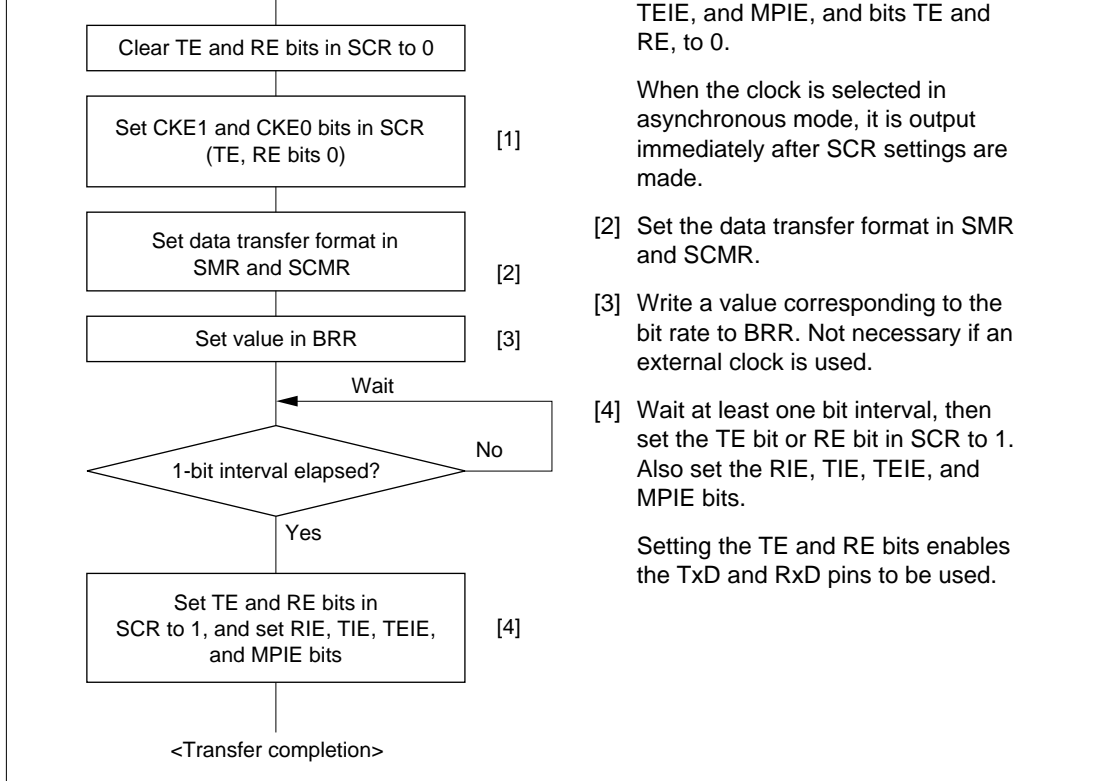 Clear TE and RE bits in SCR to 0
Set CKE1 and CKE0 bits in SCR
(TE, RE bits 0)
[1]
Set data transfer format in
SMR and SCMR
[2]
Set value in BRR
[3]
Wait
No
1-bit interval elapsed?
Yes
Set TE and RE bits in
SCR to 1, and set RIE, TIE, TEIE,
and MPIE bits
[4]
<Transfer completion>
TEIE, and MPIE, and bits TE and
RE, to 0.
When the clock is selected in
asynchronous mode, it is output
immediately after SCR settings are
made.
[2] Set the data transfer format in SMR
and SCMR.
[3] Write a value corresponding to the
bit rate to BRR. Not necessary if an
external clock is used.
[4] Wait at least one bit interval, then
set the TE bit or RE bit in SCR to 1.
Also set the RIE, TIE, TEIE, and
MPIE bits.
Setting the TE and RE bits enables
the TxD and RxD pins to be used.